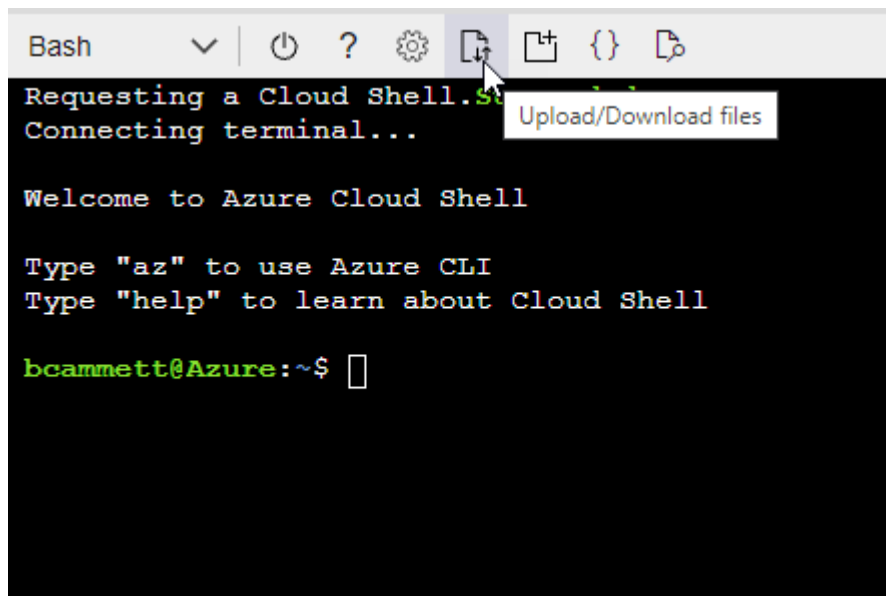 Bash ?  {}
Requesting a Cloud Shell.
Upload/Download files
Connecting terminal...
Welcome to Azure Cloud Shell
Type "az" to use Azure CLI
Type "help" to learn about Cloud Shell
bcammett@Azure:~$